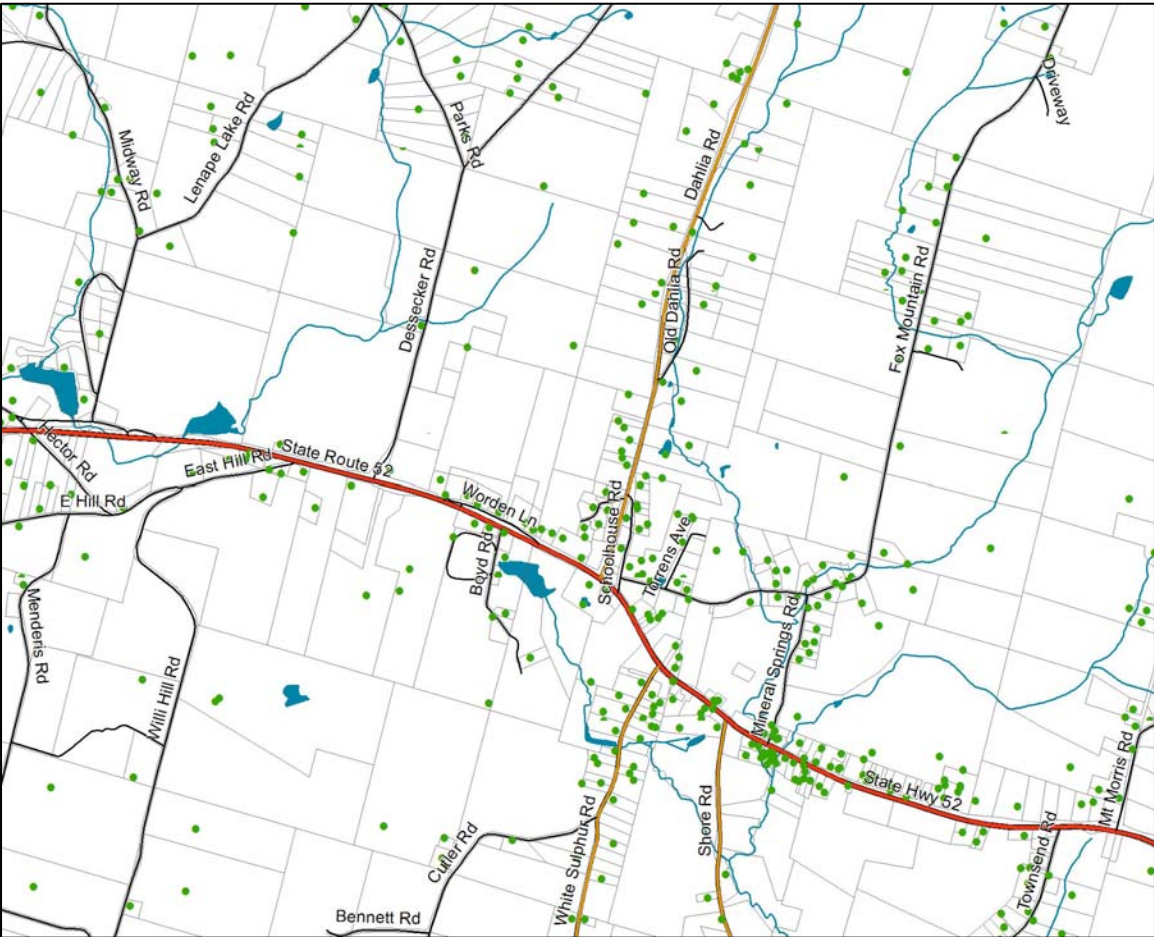 Driveway
Parks Rd
Lenape Lake Rd
Midway Rd
Dahlia Rd
Dessecker Rd
Old Dahlia Rd
Fox Mountain Rd
Hector Rd
State Route 52
East Hill Rd
E Hill Rd
Worden Ln
Schoolhouse Rd
Torrens Ave
Boyd Rd
Menderis Rd
Mineral Springs Rd
Willi Hill Rd
State Hwy 52
Mt Morris Rd
Shore Rd
White Sulphur Rd
Cutler Rd
Townsend Rd
Bennett Rd